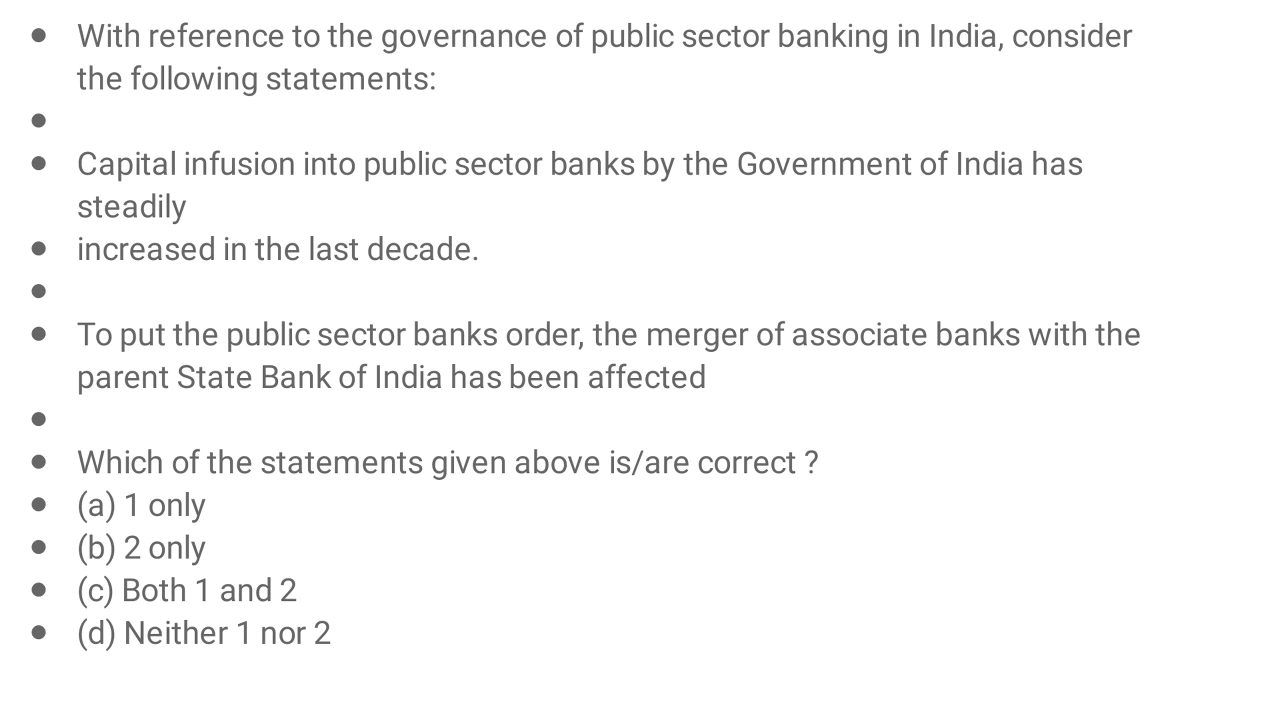 • With reference to the governance of public sector banking in India, consider
the following statements:
•
• Capital infusion into public sector banks by the Government of India has
steadily
• increased in the last decade.
•
• To put the public sector banks order, the merger of associate banks with the
parent State Bank of India has been affected
•
• Which of the statements given above is/are correct ?
• (a) 1 only
• (b) 2 only
• (c) Both 1 and 2
• (d) Neither 1 nor 2